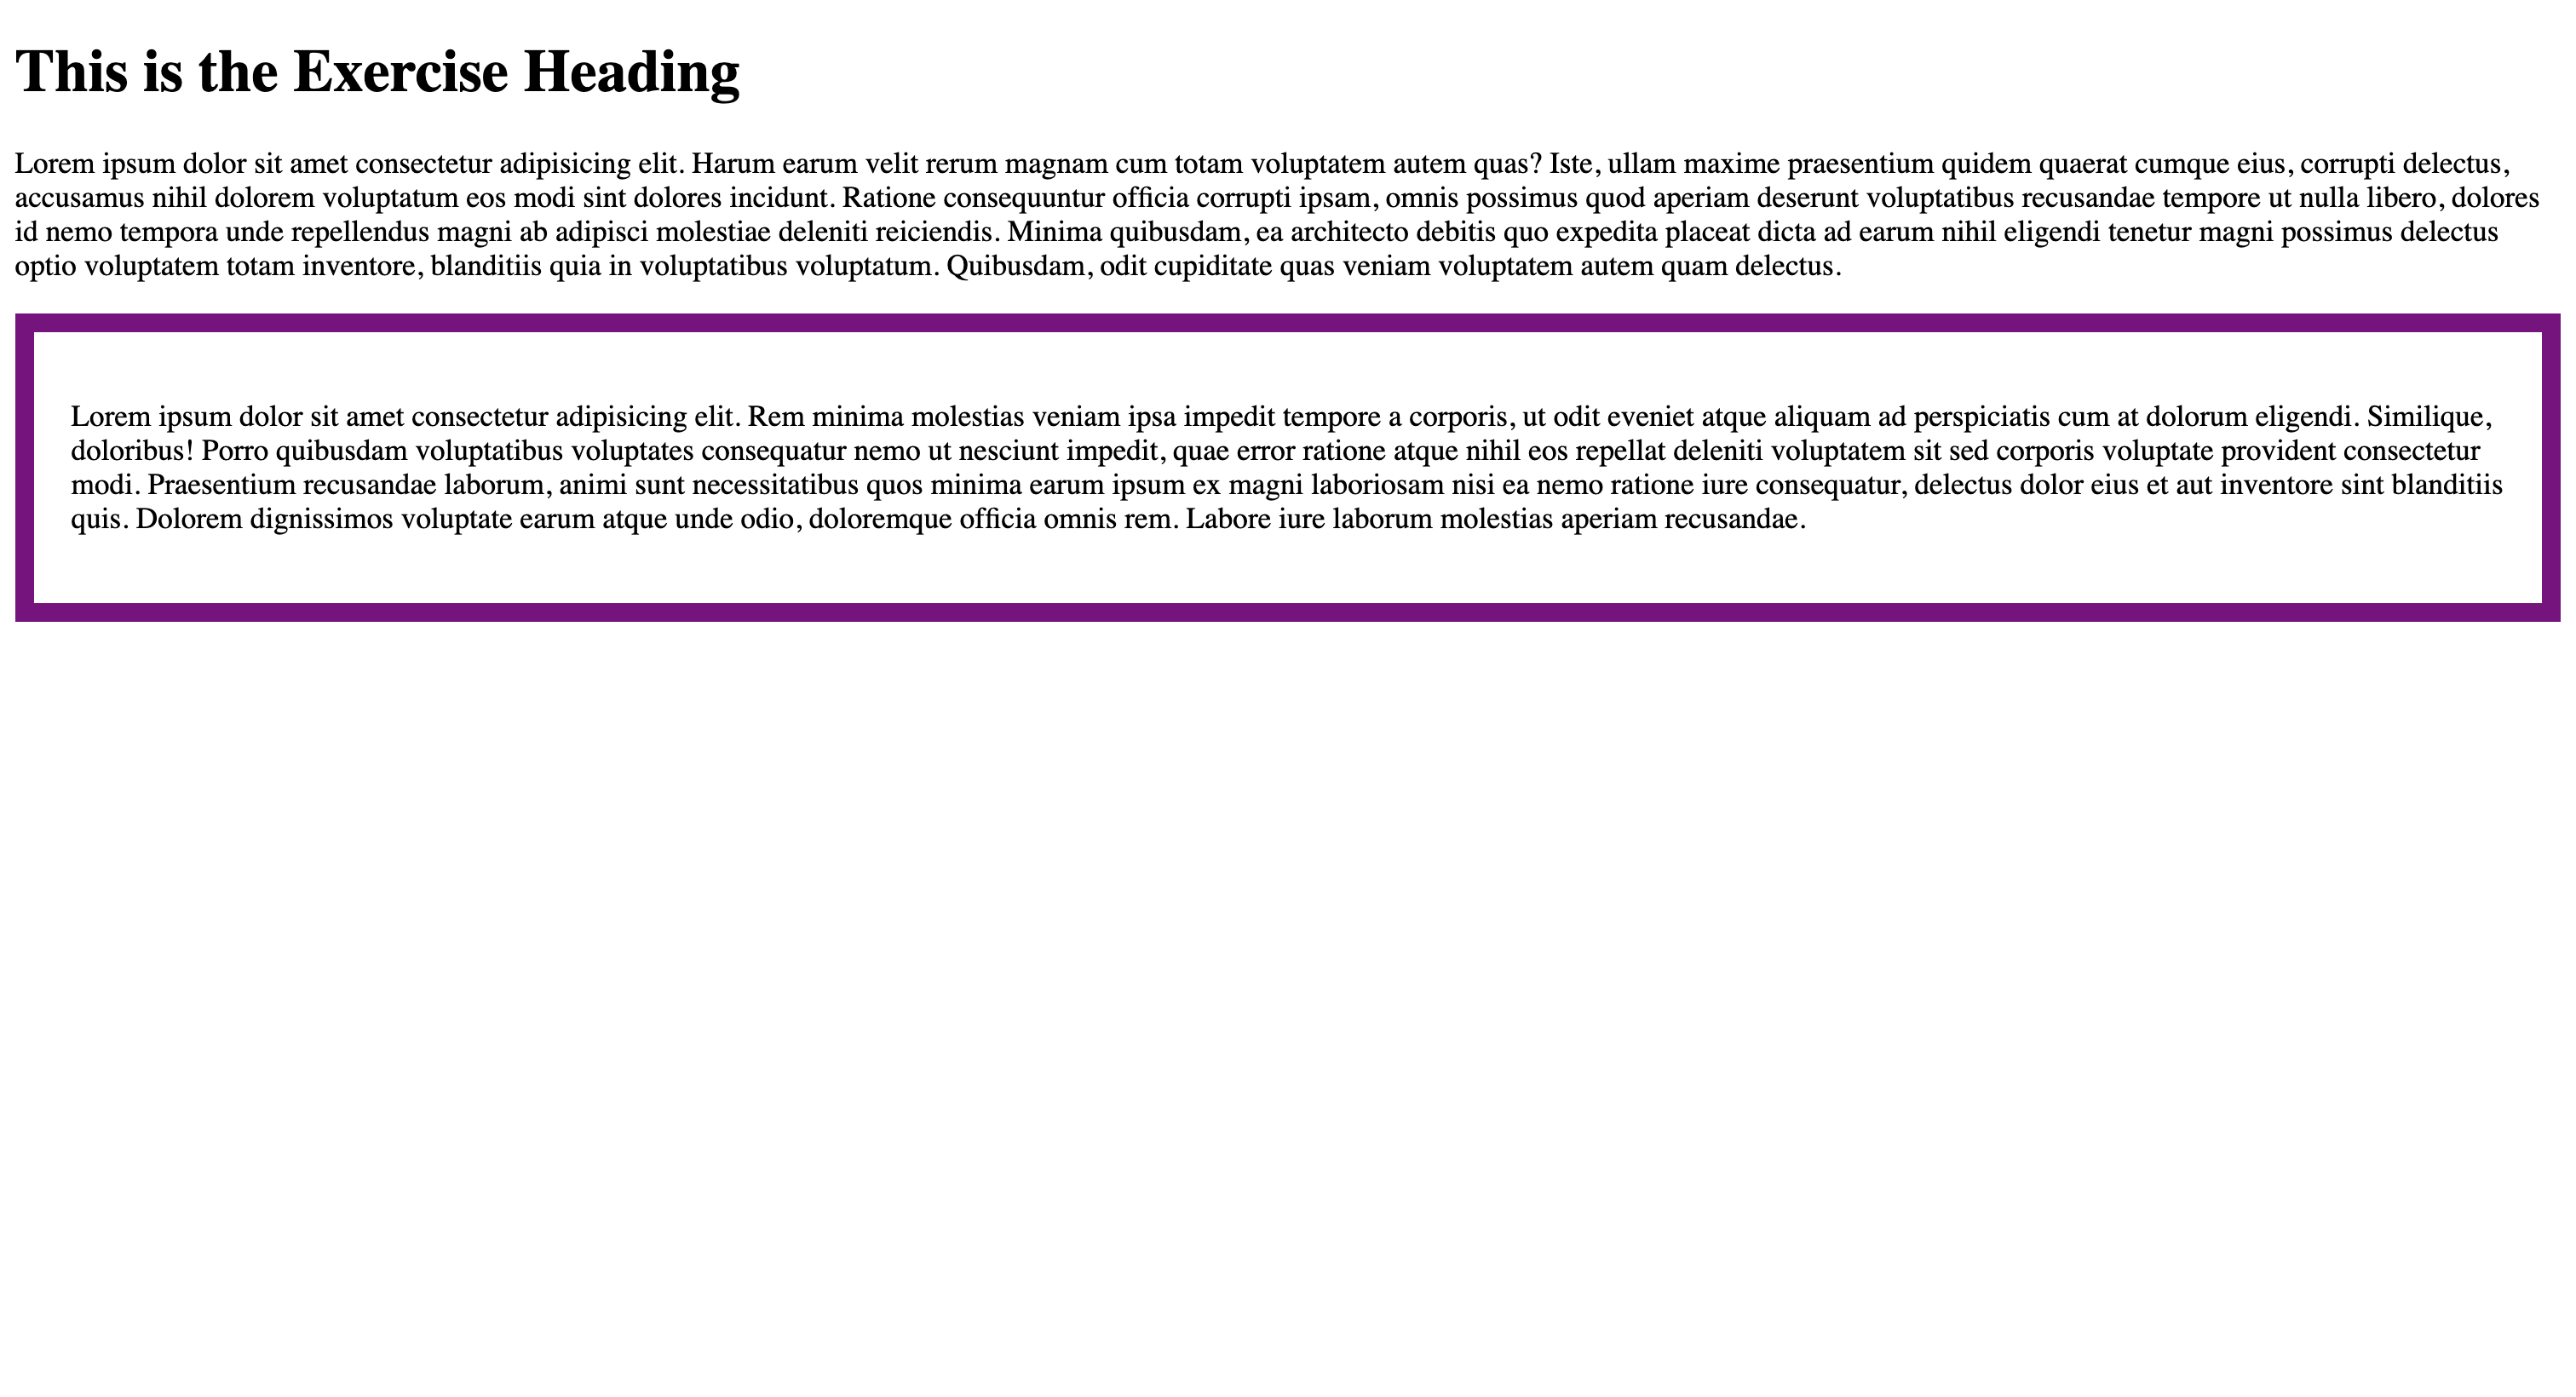 This is the Exercise Heading
Lorem ipsum dolor sit amet consectetur adipisicing elit. Harum earum velit rerum magnam cum totam voluptatem autem quas? Iste, ullam maxime praesentium quidem quaerat cumque eius, corrupti delectus,
accusamus nihil dolorem voluptatum eos modi sint dolores incidunt. Ratione consequuntur officia corrupti ipsam, omnis possimus quod aperiam deserunt voluptatibus recusandae tempore ut nulla libero, dolores
id nemo tempora unde repellendus magni ab adipisci molestiae deleniti reiciendis. Minima quibusdam, ea architecto debitis quo expedita placeat dicta ad earum nihil eligendi tenetur magni possimus delectus
optio voluptatem totam inventore, blanditiis quia in voluptatibus voluptatum. Quibusdam, odit cupiditate quas veniam voluptatem autem quam delectus.
Lorem ipsum dolor sit amet consectetur adipisicing elit. Rem minima molestias veniam ipsa impedit tempore a corporis, ut odit eveniet atque aliquam ad perspiciatis cum at dolorum eligendi. Similique,
doloribus! Porro quibusdam voluptatibus voluptates consequatur nemo ut nesciunt impedit, quae error ratione atque nihil eos repellat deleniti voluptatem sit sed corporis voluptate provident consectetur
modi. Praesentium recusandae laborum, animi sunt necessitatibus quos minima earum ipsum ex magni laboriosam nisi ea nemo ratione iure consequatur, delectus dolor eius et aut inventore sint blanditiis
quis. Dolorem dignissimos voluptate earum atque unde odio, doloremque officia omnis rem. Labore iure laborum molestias aperiam recusandae.